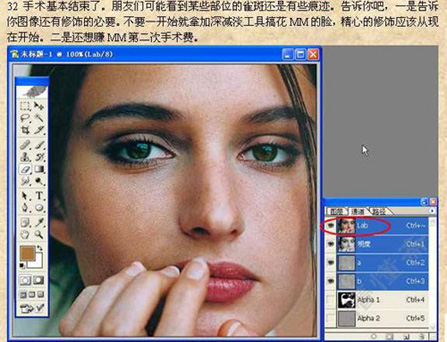 32 手术基本结束了。朋友们可能看到某些部位的雀斑还是有些痕迹。告诉你吧，一是告诉
你图像还有修饰的必要。不要一开始就拿加深减淡工具搞花MM的脸，精心的修饰应该从现
在开始。二是还想赚MM第二次手术费。
未标题-1 @ 100% (Lab/8)
图层 通道 路径
Lab Ctrl+~
明度 Ctrl+1
a Ctrl+2
b Ctrl+3
Alpha 1 Ctrl+4
Alpha 2 Ctrl+5